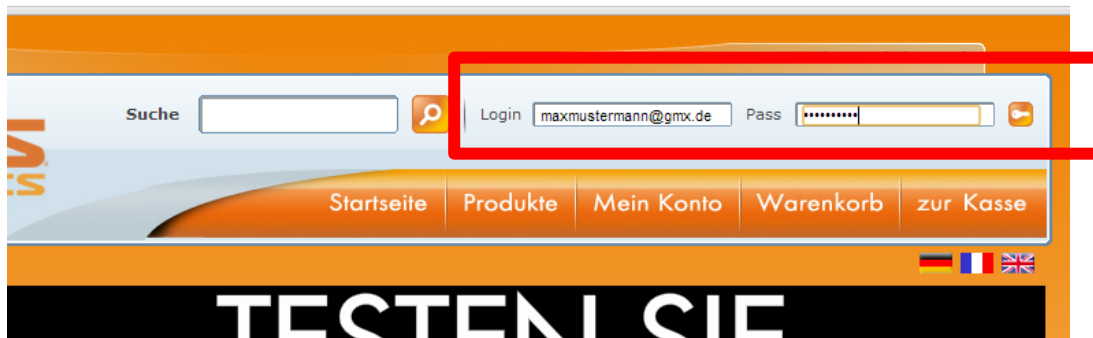 Suche Login maxmustermann@gmx.de Pass ••••••••••
Startseite Produkte Mein Konto Warenkorb zur Kasse
TESTEN SIE